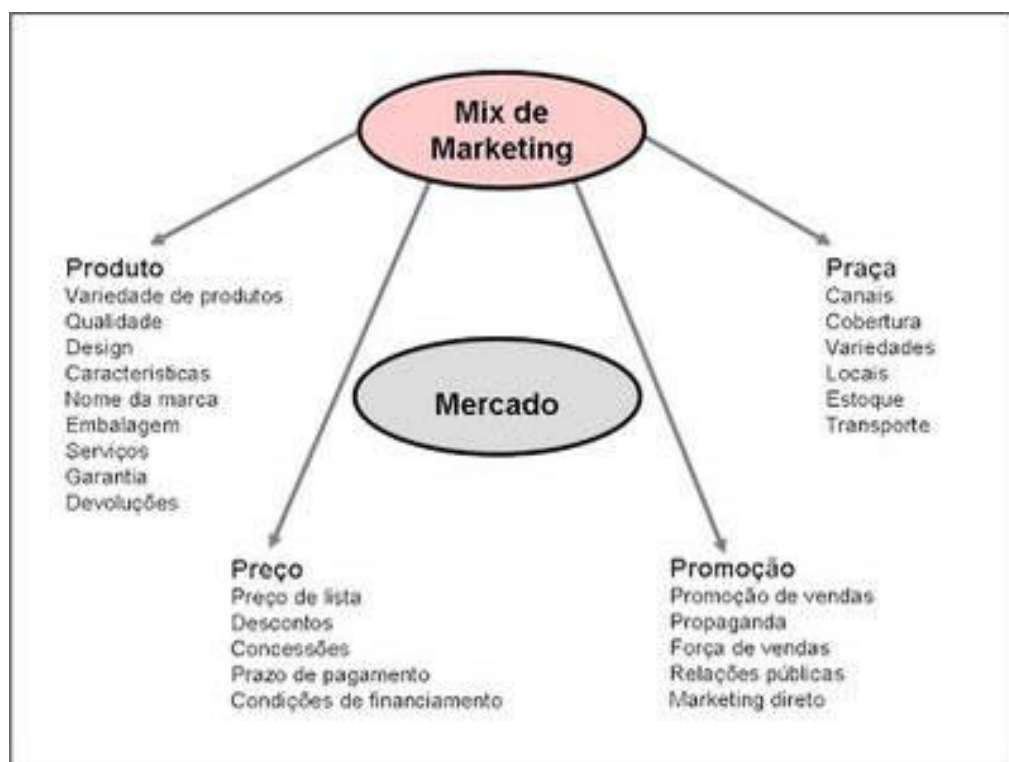 Mix de
Marketing
Produto
Variedade de produtos
Qualidade
Design
Características
Nome da marca
Embalagem
Serviços
Garantia
Devoluções
Praça
Canais
Cobertura
Variedades
Locais
Estoque
Transporte
Mercado
Preço
Preço de lista
Descontos
Concessões
Prazo de pagamento
Condições de financiamento
Promoção
Promoção de vendas
Propaganda
Força de vendas
Relações públicas
Marketing direto